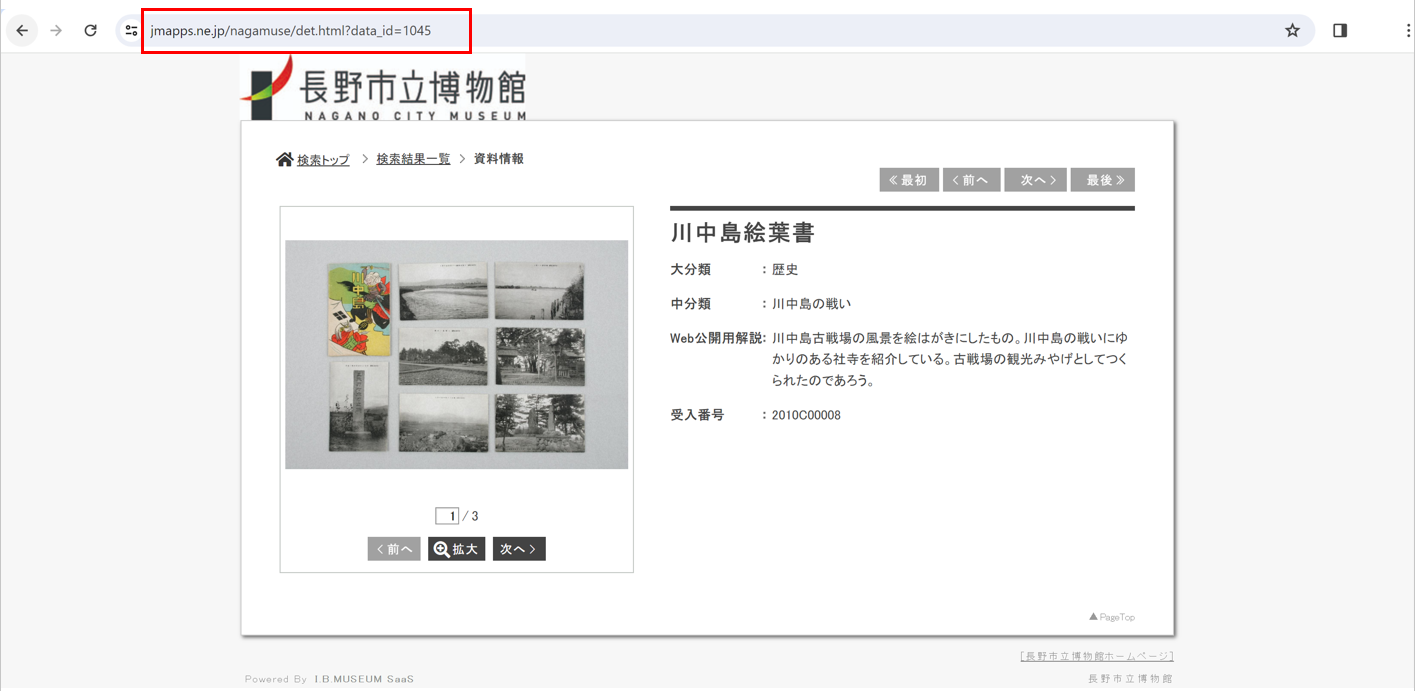 jmapps.ne.jp/nagamuse/det.html?data_id=1045
長野市立博物館
NAGANO CITY MUSEUM
検索トップ > 検索結果一覧 > 資料情報
≪最初 <前へ 次へ> 最後≫
川中島絵葉書
大分類 : 歴史
中分類 : 川中島の戦い
Web公開用解説: 川中島古戦場の風景を絵はがきにしたもの。川中島の戦いにゆ
かりのある社寺を紹介している。古戦場の観光みやげとしてつく
られたのであろう。
受入番号 : 2010C00008
川中島
1 / 3
<前へ 拡大 次へ>
▲PageTop
[長野市立博物館ホームページ]
Powered By I.B.MUSEUM SaaS
長野市立博物館